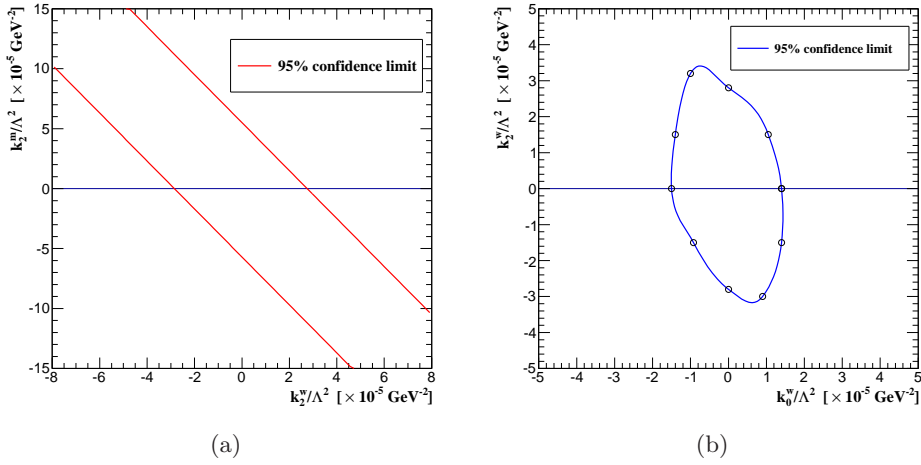 k₂ᵐ/Λ² [×10⁻⁵ GeV⁻²]
15
10
5
0
-5
-10
-15
95% confidence limit
-8 -6 -4 -2 0 2 4 6 8
k₂ʷ/Λ² [×10⁻⁵ GeV⁻²]
(a)
k₂ʷ/Λ² [×10⁻⁵ GeV⁻²]
5
4
3
2
1
0
-1
-2
-3
-4
-5
95% confidence limit
-5 -4 -3 -2 -1 0 1 2 3 4 5
k₀ʷ/Λ² [×10⁻⁵ GeV⁻²]
(b)